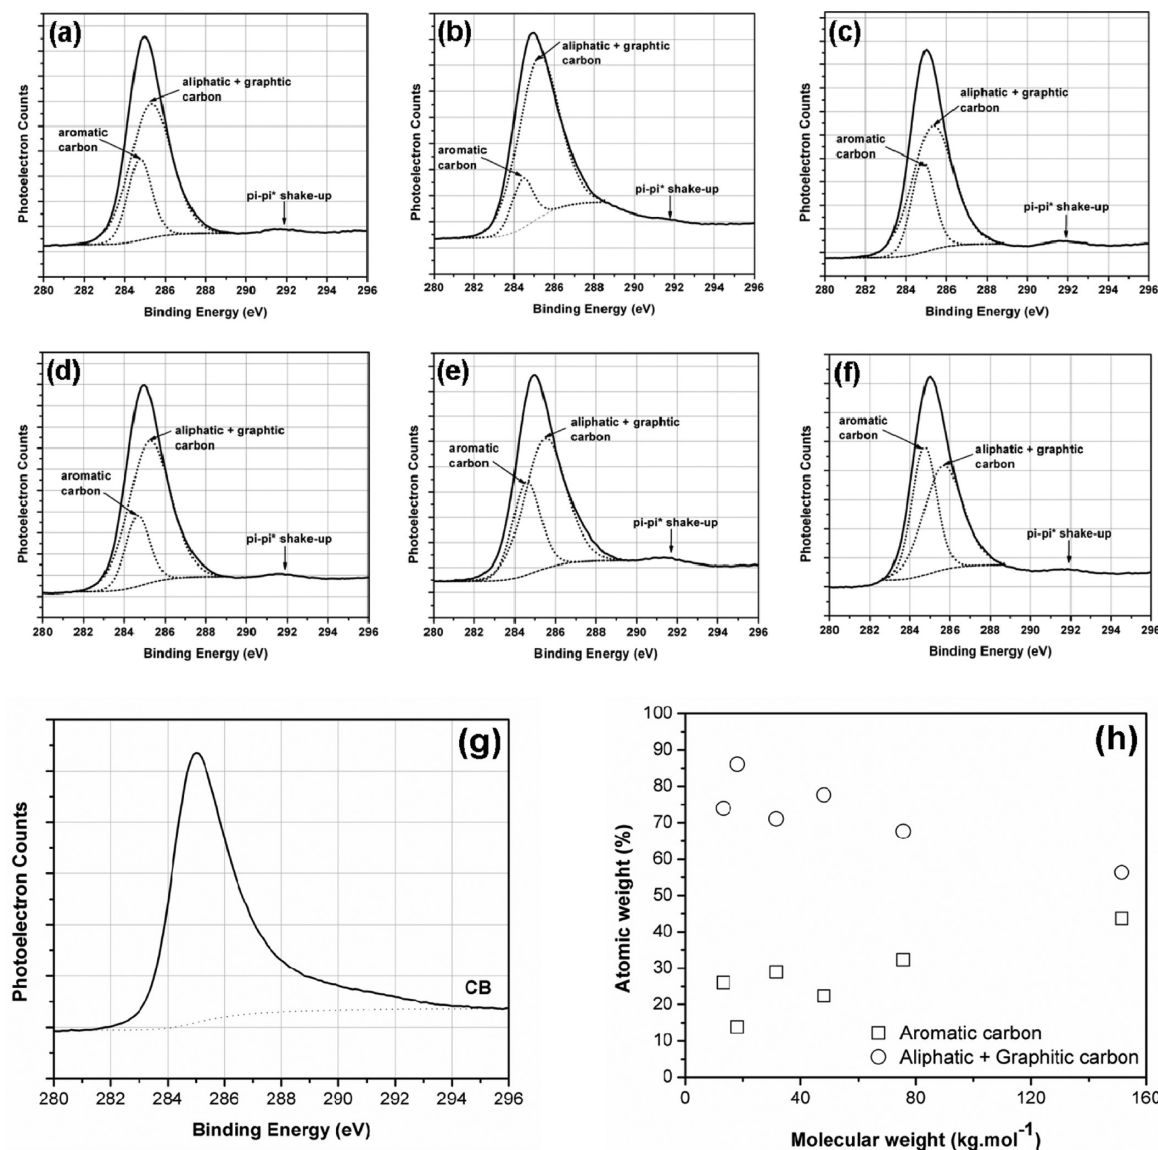 (a)
Photoelectron Counts
aliphatic + graphtic
carbon
aromatic
carbon
pi-pi* shake-up
280 282 284 286 288 290 292 294 296
Binding Energy (eV)
(b)
Photoelectron Counts
aliphatic + graphtic
carbon
aromatic
carbon
pi-pi* shake-up
280 282 284 286 288 290 292 294 296
Binding Energy (eV)
(c)
Photoelectron Counts
aliphatic + graphtic
carbon
aromatic
carbon
pi-pi* shake-up
280 282 284 286 288 290 292 294 296
Binding Energy (eV)
(d)
Photoelectron Counts
aliphatic + graphtic
carbon
aromatic
carbon
pi-pi* shake-up
280 282 284 286 288 290 292 294 296
Binding Energy (eV)
(e)
Photoelectron Counts
aliphatic + graphtic
carbon
aromatic
carbon
pi-pi* shake-up
280 282 284 286 288 290 292 294 296
Binding Energy (eV)
(f)
Photoelectron Counts
aromatic
carbon
aliphatic + graphtic
carbon
pi-pi* shake-up
280 282 284 286 288 290 292 294 296
Binding Energy (eV)
(g)
Photoelectron Counts
CB
280 282 284 286 288 290 292 294 296
Binding Energy (eV)
(h)
Atomic weight (%)
100
90
80
70
60
50
40
30
20
10
0
Aromatic carbon
Aliphatic + Graphitic carbon
0 40 80 120 160
Molecular weight (kg.mol⁻¹)